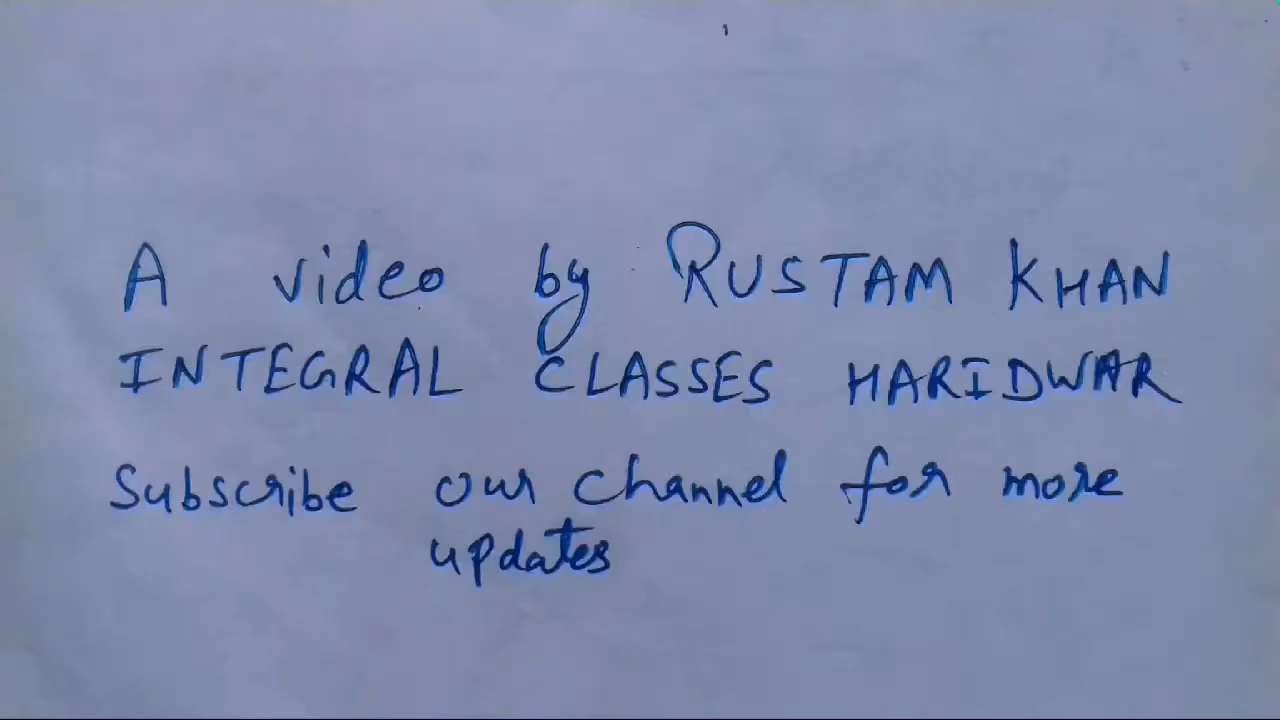 A video by RUSTAM KHAN
INTEGRAL CLASSES HARIDWAR
Subscribe our channel for more
updates